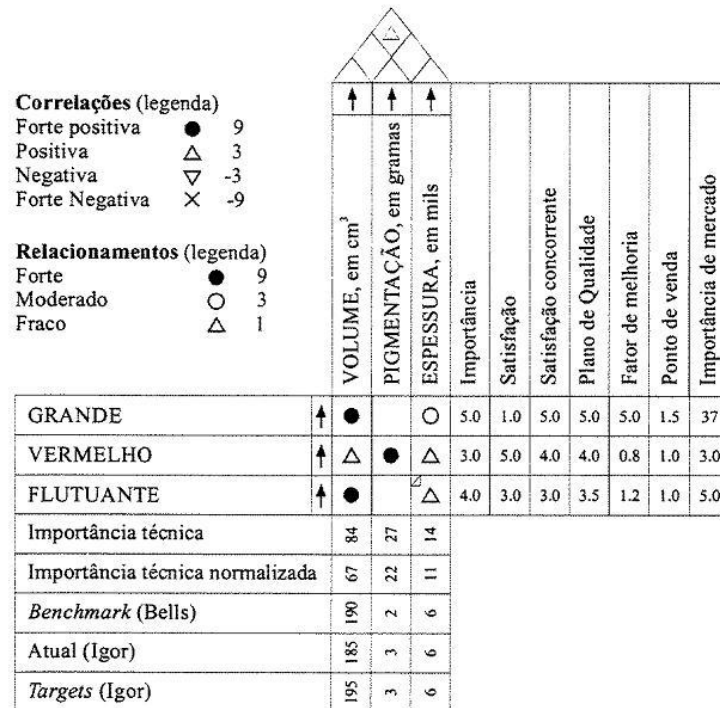 Correlações (legenda)
Forte positiva ● 9
Positiva △ 3
Negativa ▽ -3
Forte Negativa ✕ -9
Relacionamentos (legenda)
Forte ● 9
Moderado ○ 3
Fraco △ 1
VOLUME, em cm³
PIGMENTAÇÃO, em gramas
ESPESSURA, em mils
Importância
Satisfação
Satisfação concorrente
Plano de Qualidade
Fator de melhoria
Ponto de venda
Importância de mercado
GRANDE ↑ ● ○ 5.0 1.0 5.0 5.0 5.0 1.5 37
VERMELHO ↑ △ ● △ 3.0 5.0 4.0 4.0 0.8 1.0 3.0
FLUTUANTE ↑ ● △ 4.0 3.0 3.0 3.5 1.2 1.0 5.0
Importância técnica 84 27 14
Importância técnica normalizada 67 22 11
Benchmark (Bells) 190 2 6
Atual (Igor) 185 3 6
Targets (Igor) 195 3 6